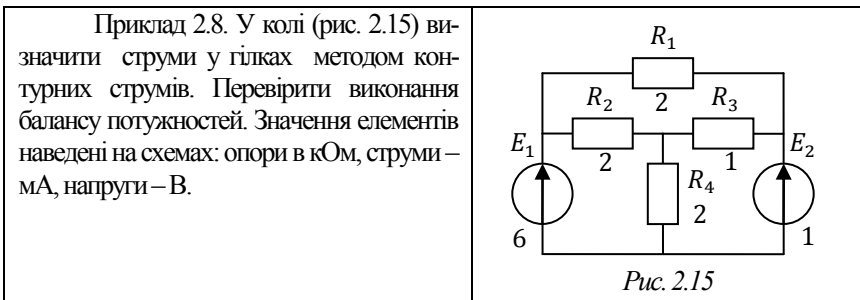 Приклад 2.8. У колі (рис. 2.15) ви-
значити струми у гілках методом кон-
турних струмів. Перевірити виконання
балансу потужностей. Значення елементів
наведені на схемах: опори в кОм, струми –
мА, напруги – В.
R₁
2
R₂
R₃
2
1
E₁
E₂
R₄
2
6
1
Рис. 2.15